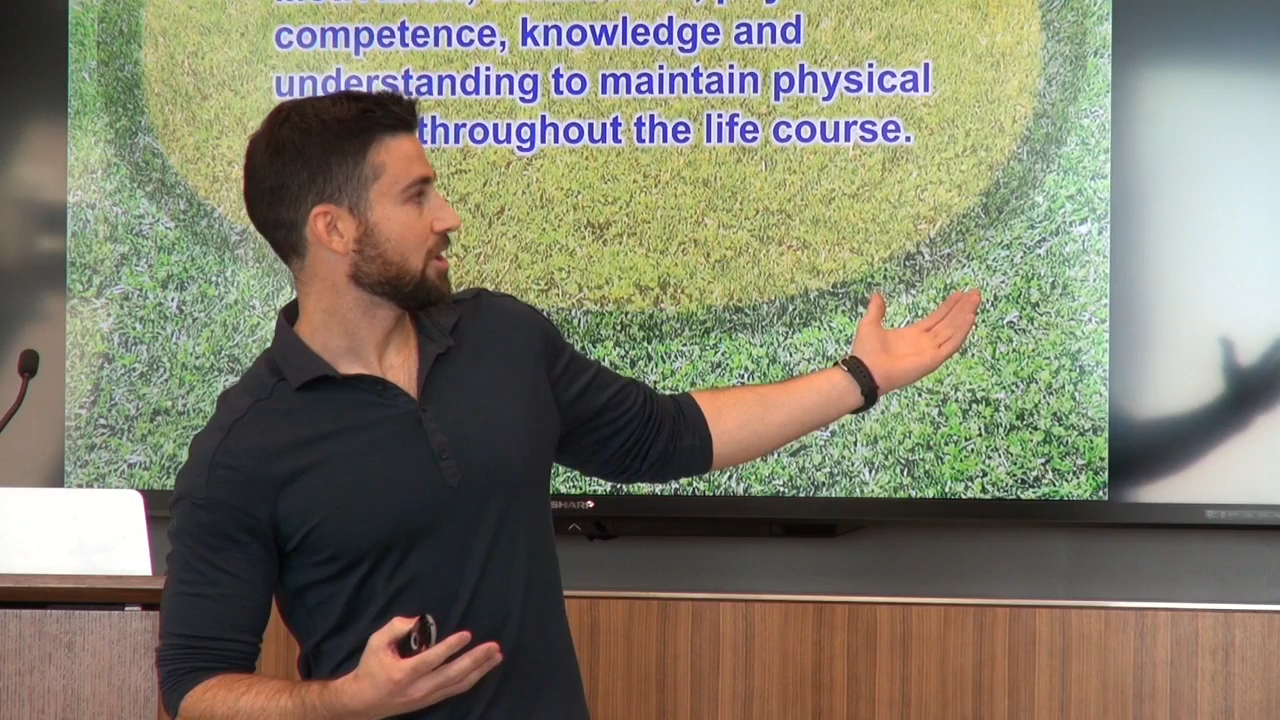 competence, knowledge and
understanding to maintain physical
throughout the life course.
SHARP